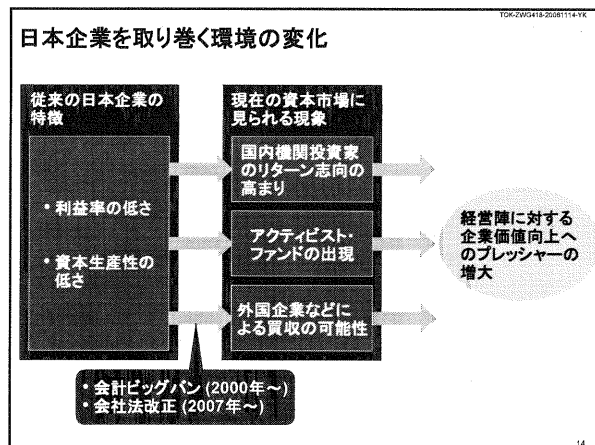 TOK-ZWG418-20061114-YK
日本企業を取り巻く環境の変化
従来の日本企業の
特徴
・利益率の低さ
・資本生産性の
低さ
現在の資本市場に
見られる現象
国内機関投資家
のリターン志向の
高まり
アクティビスト・
ファンドの出現
外国企業などに
よる買収の可能性
経営陣に対する
企業価値向上へ
のプレッシャーの
増大
・会計ビッグバン (2000年~)
・会社法改正 (2007年~)
14